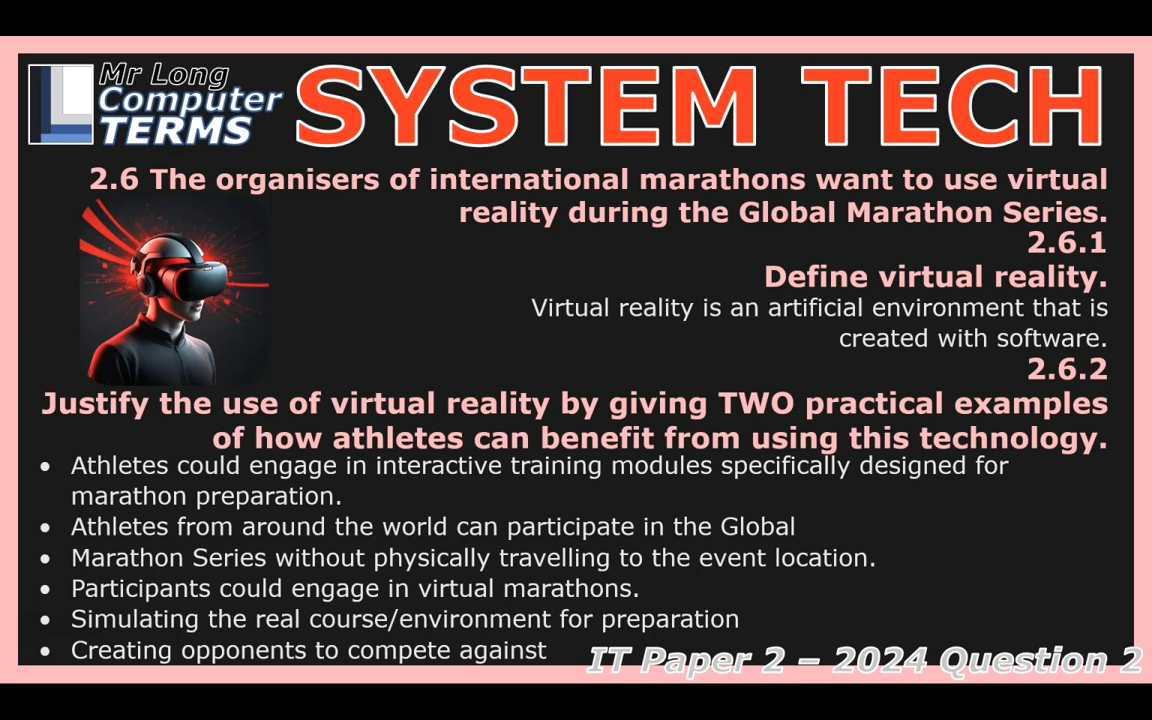 Mr Long
Computer
TERMS
SYSTEM TECH
2.6 The organisers of international marathons want to use virtual
reality during the Global Marathon Series.
2.6.1
Define virtual reality.
Virtual reality is an artificial environment that is
created with software.
2.6.2
Justify the use of virtual reality by giving TWO practical examples
of how athletes can benefit from using this technology.
• Athletes could engage in interactive training modules specifically designed for
marathon preparation.
• Athletes from around the world can participate in the Global
• Marathon Series without physically travelling to the event location.
• Participants could engage in virtual marathons.
• Simulating the real course/environment for preparation
• Creating opponents to compete against
IT Paper 2 – 2024 Question 2